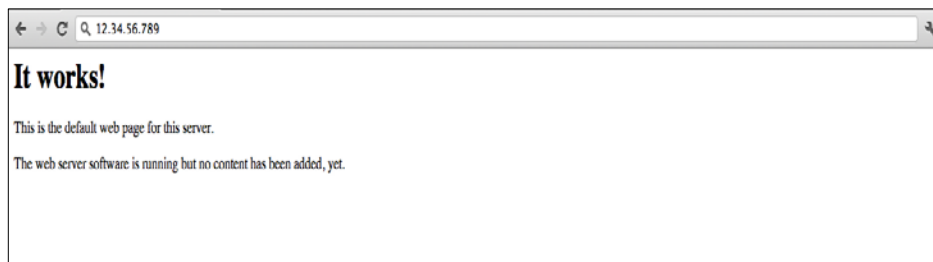 12.34.56.789
It works!
This is the default web page for this server.
The web server software is running but no content has been added, yet.